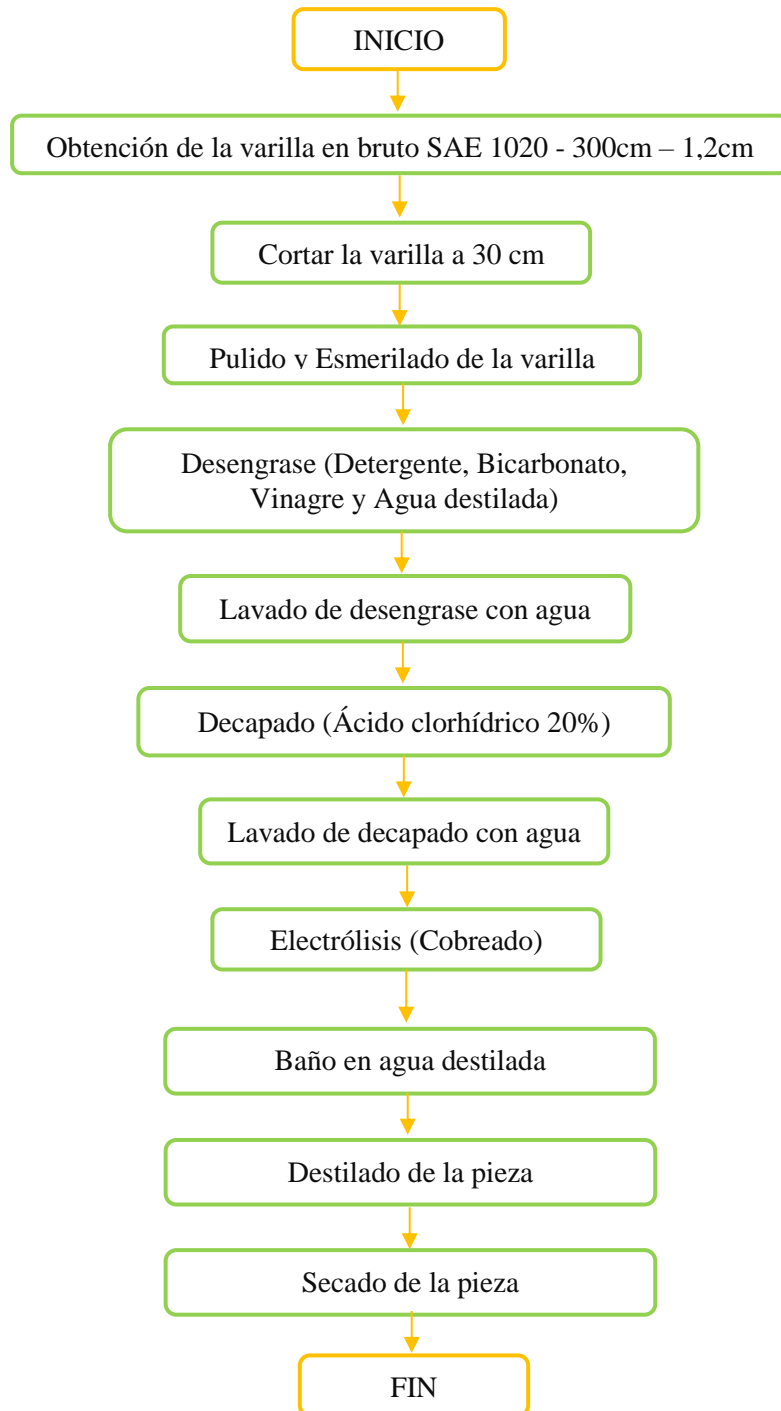 INICIO
Obtención de la varilla en bruto SAE 1020 - 300cm – 1,2cm
Cortar la varilla a 30 cm
Pulido y Esmerilado de la varilla
Desengrase (Detergente, Bicarbonato,
Vinagre y Agua destilada)
Lavado de desengrase con agua
Decapado (Ácido clorhídrico 20%)
Lavado de decapado con agua
Electrólisis (Cobreado)
Baño en agua destilada
Destilado de la pieza
Secado de la pieza
FIN